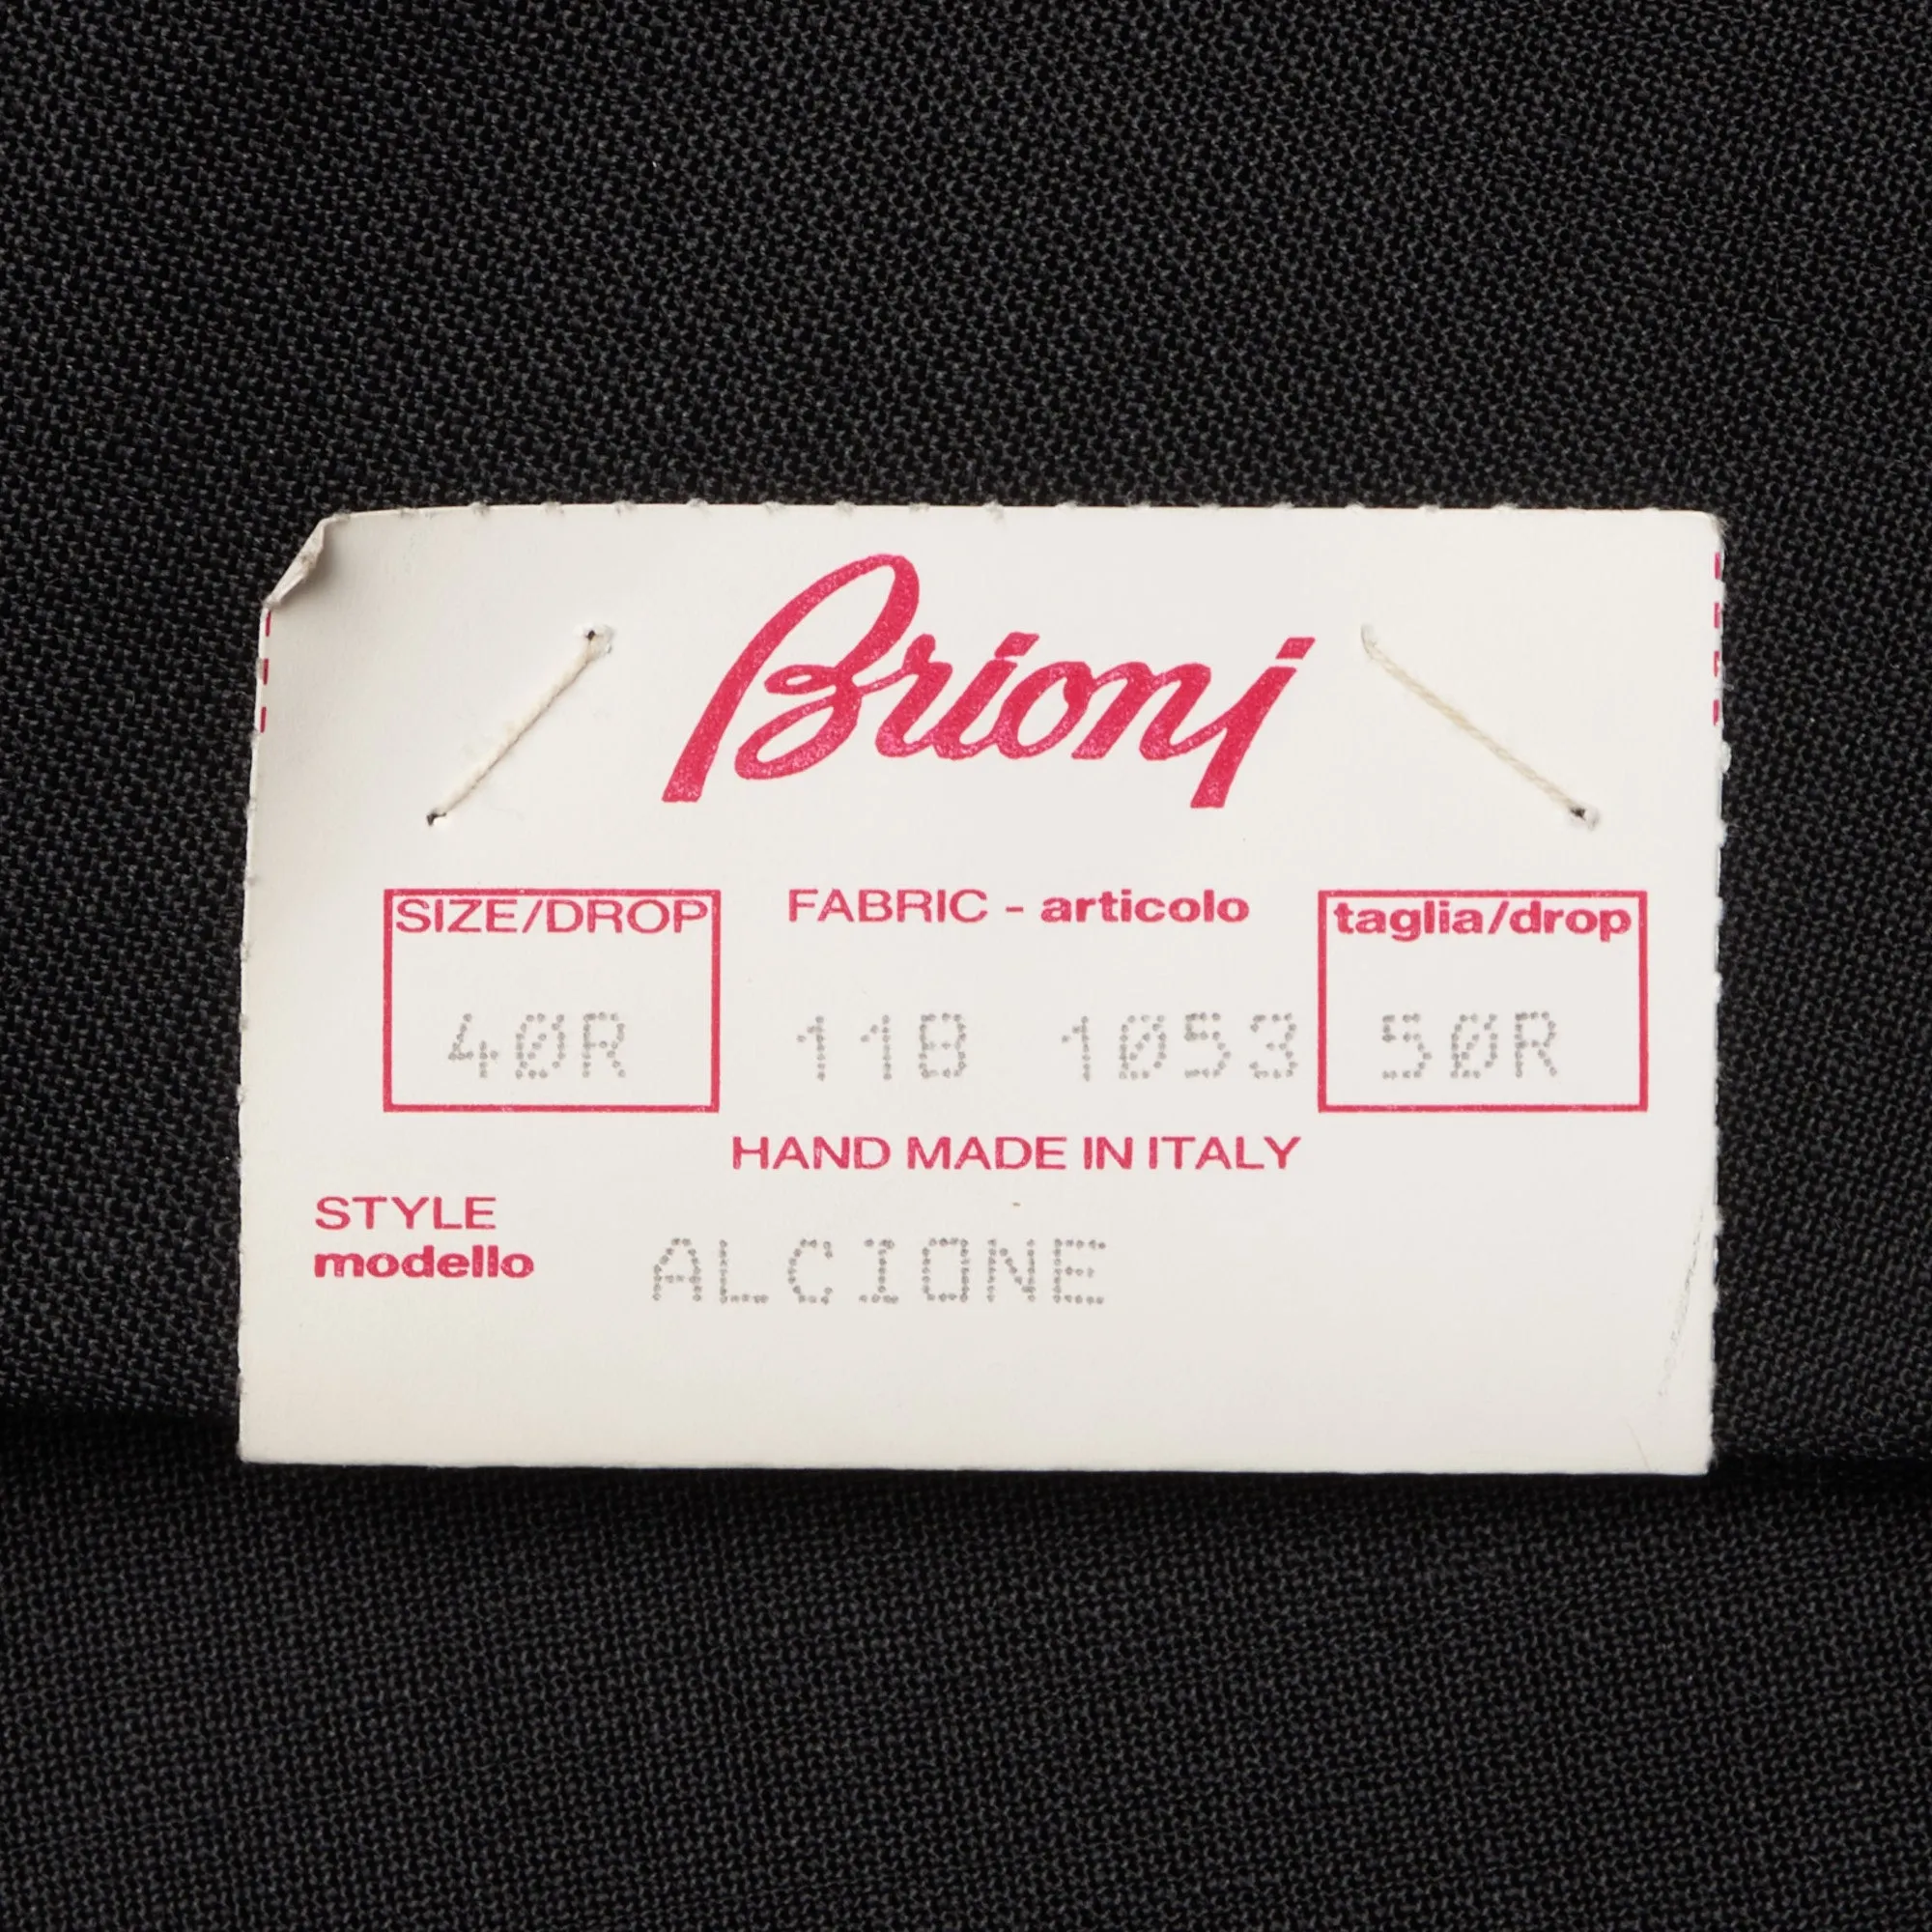 Brioni
SIZE/DROP FABRIC - articolo taglia/drop
40R 11B 1053 50R
HAND MADE IN ITALY
STYLE
modello ALCIONE